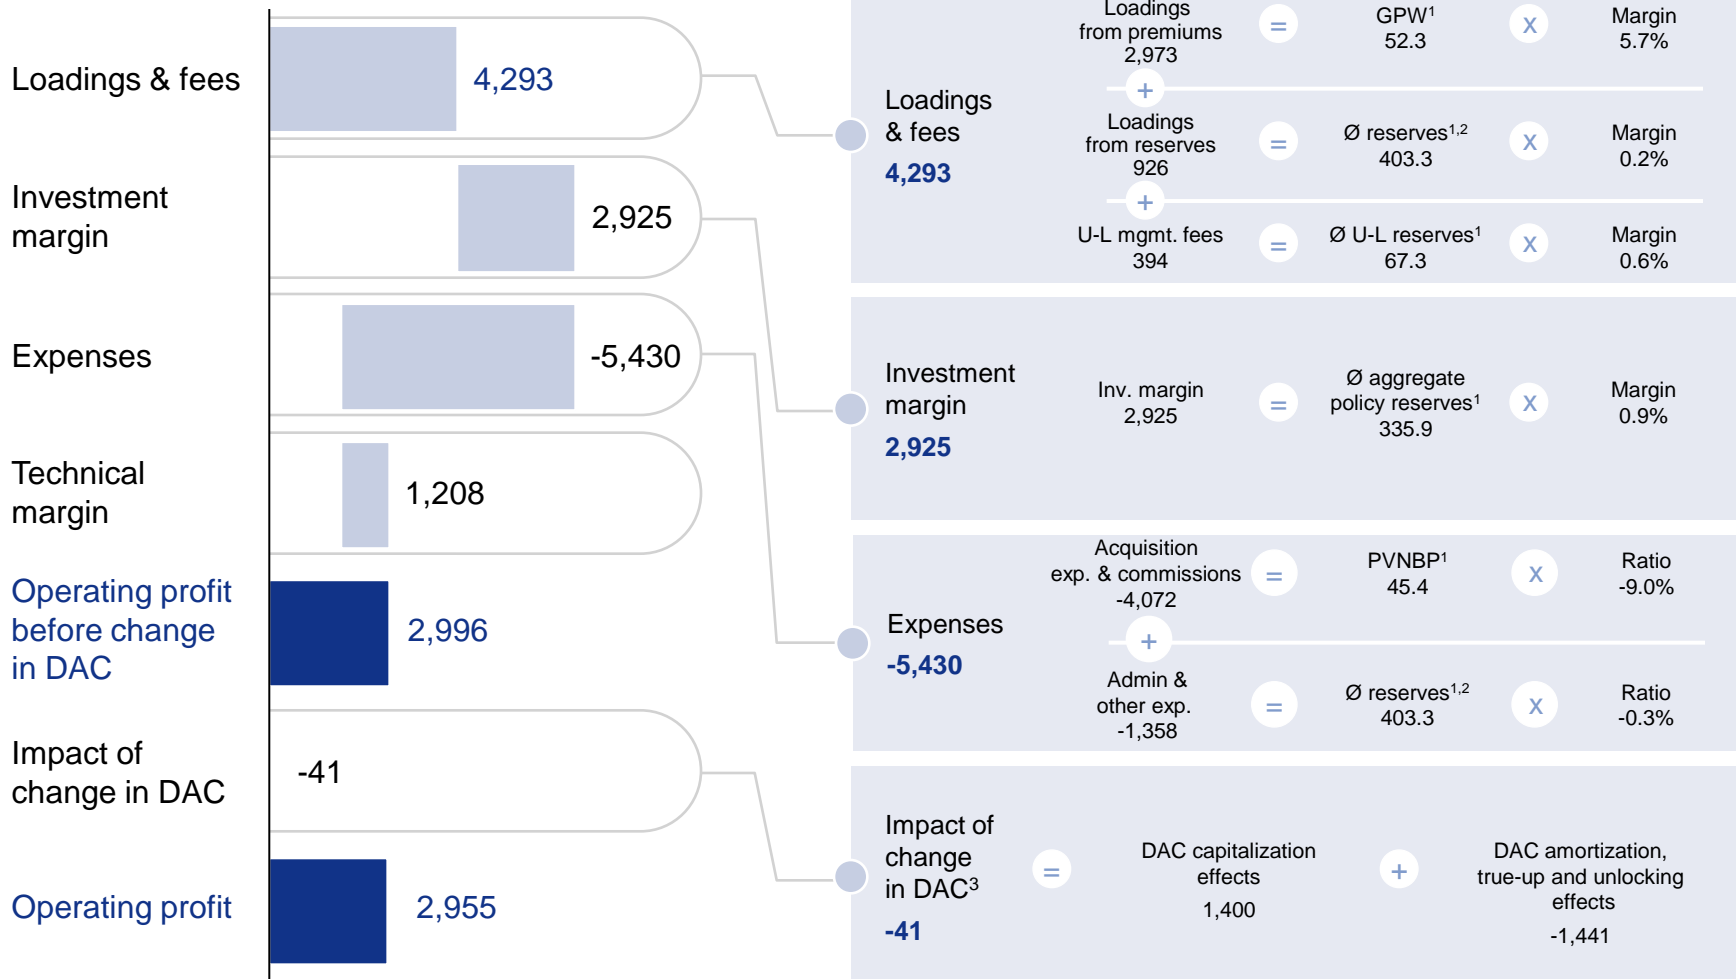 Loadings & fees
4,293
Investment
margin
2,925
Expenses
-5,430
Technical
margin
1,208
Operating profit
before change
in DAC
2,996
Impact of
change in DAC
-41
Operating profit
2,955
Loadings
& fees
4,293
Loadings
from premiums
2,973
=
GPW¹
52.3
x
Margin
5.7%
+
Loadings
from reserves
926
=
Ø reserves¹,²
403.3
x
Margin
0.2%
+
U-L mgmt. fees
394
=
Ø U-L reserves¹
67.3
x
Margin
0.6%
Investment
margin
2,925
Inv. margin
2,925
=
Ø aggregate
policy reserves¹
335.9
x
Margin
0.9%
Expenses
-5,430
Acquisition
exp. & commissions
-4,072
=
PVNBP¹
45.4
x
Ratio
-9.0%
+
Admin &
other exp.
-1,358
=
Ø reserves¹,²
403.3
x
Ratio
-0.3%
Impact of
change
in DAC³
-41
=
DAC capitalization
effects
1,400
+
DAC amortization,
true-up and unlocking
effects
-1,441